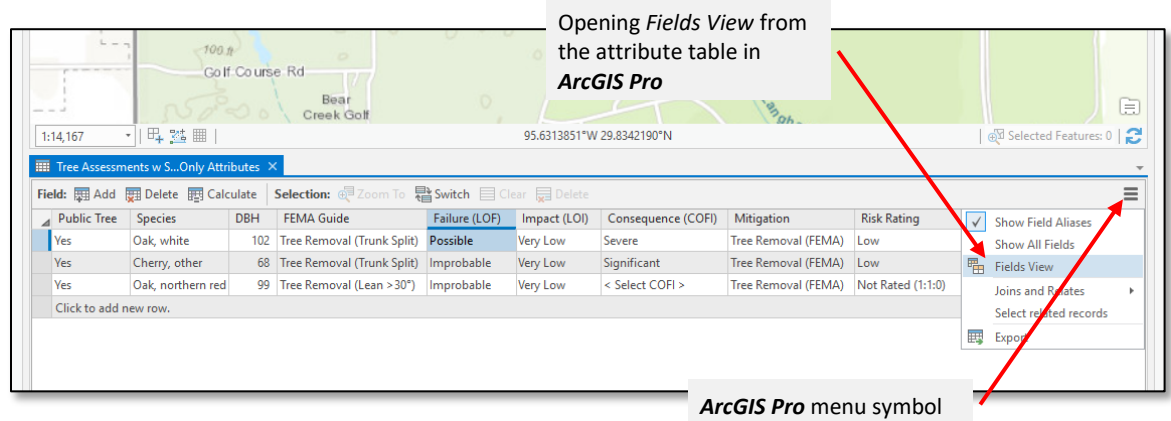 Opening Fields View from
the attribute table in
ArcGIS Pro
100 ft
Golf Course Rd
Bear
Creek Golf
1:14,167
95.6313851°W 29.8342190°N
Selected Features: 0
Tree Assessments w S...Only Attributes
Field: Add Delete Calculate Selection: Zoom To Switch Clear Delete
Public Tree Species DBH FEMA Guide Failure (LOF) Impact (LOI) Consequence (COFI) Mitigation Risk Rating
Yes Oak, white 102 Tree Removal (Trunk Split) Possible Very Low Severe Tree Removal (FEMA) Low
Yes Cherry, other 68 Tree Removal (Trunk Split) Improbable Very Low Significant Tree Removal (FEMA) Low
Yes Oak, northern red 99 Tree Removal (Lean >30°) Improbable Very Low < Select COFI > Tree Removal (FEMA) Not Rated (1:1:0)
Click to add new row.
Show Field Aliases
Show All Fields
Fields View
Joins and Relates
Select related records
Export
ArcGIS Pro menu symbol